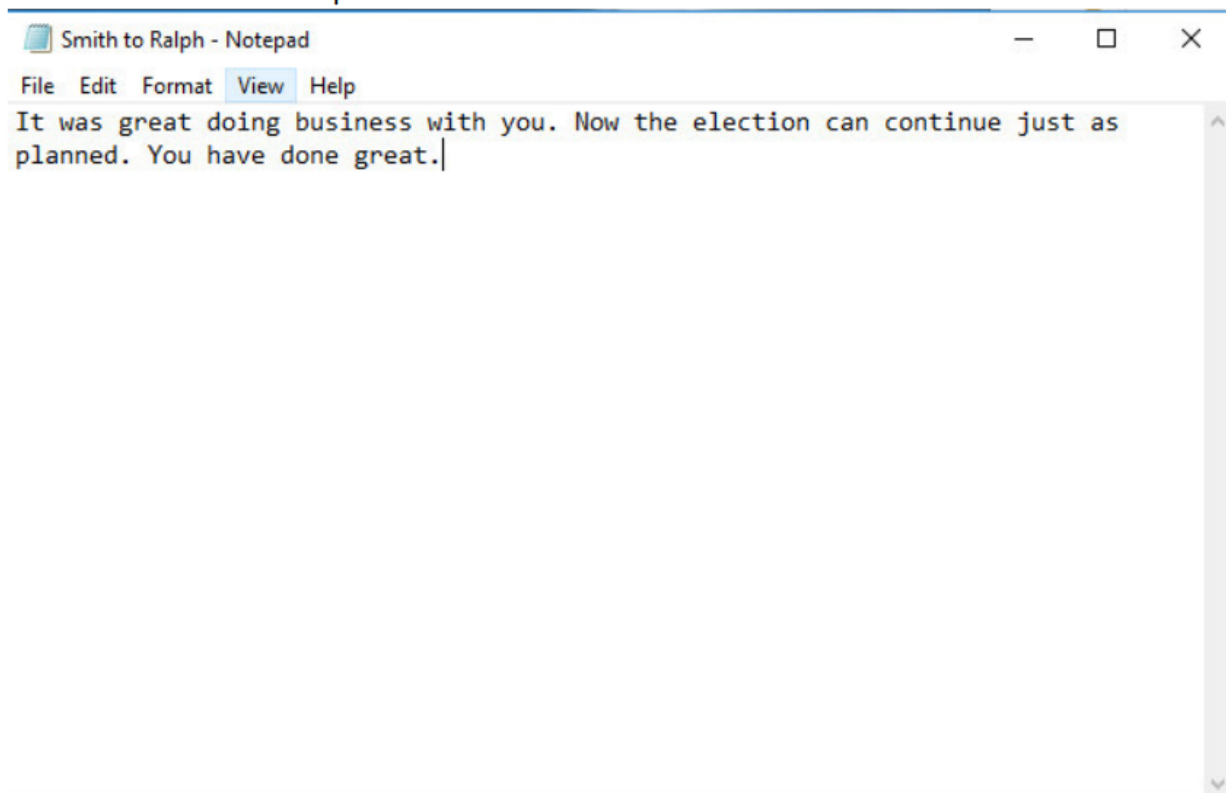 Smith to Ralph - Notepad
File Edit Format View Help
It was great doing business with you. Now the election can continue just as
planned. You have done great.